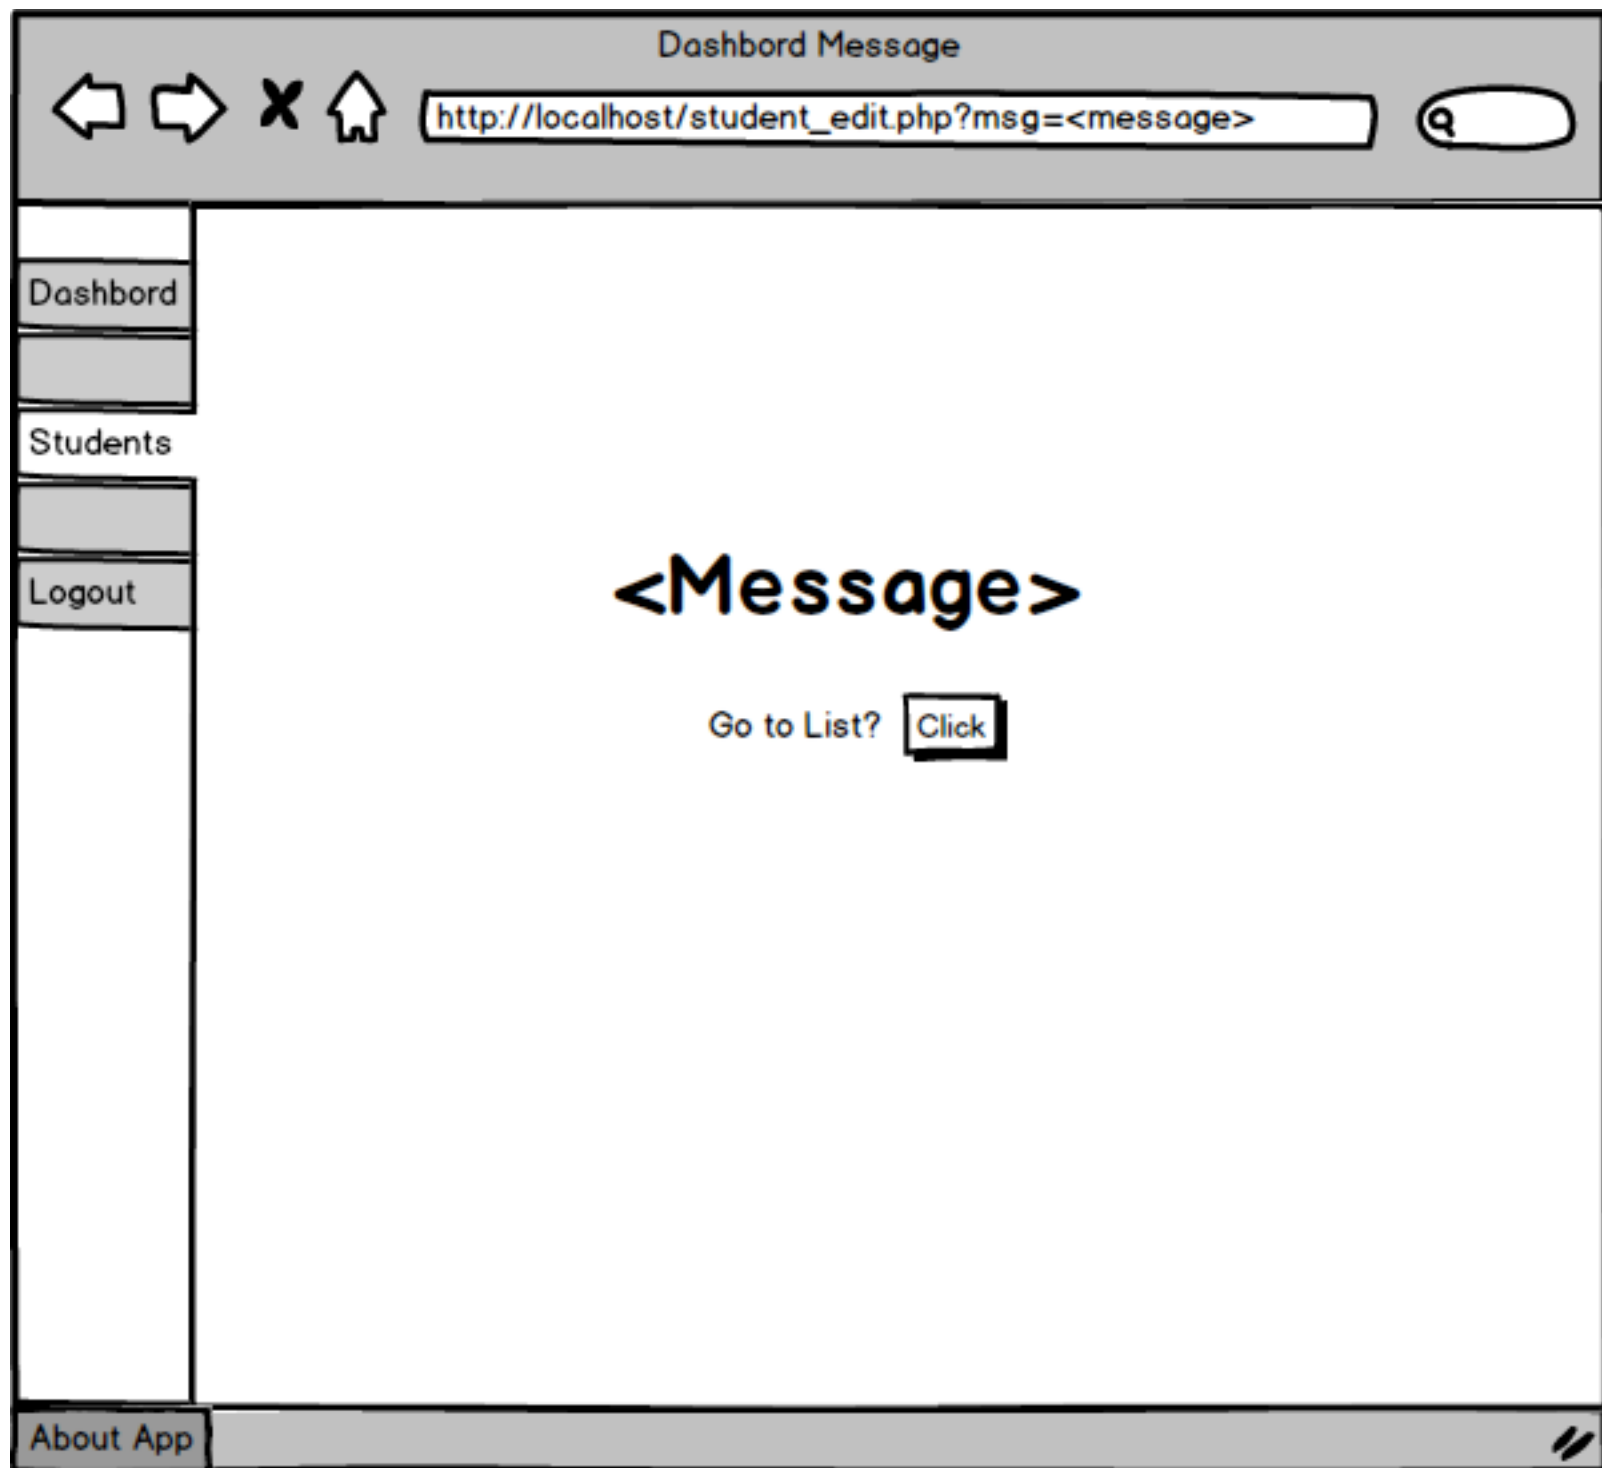 Dashbord Message
http://localhost/student_edit.php?msg=<message>
Dashbord
Students
Logout
<Message>
Go to List? Click
About App